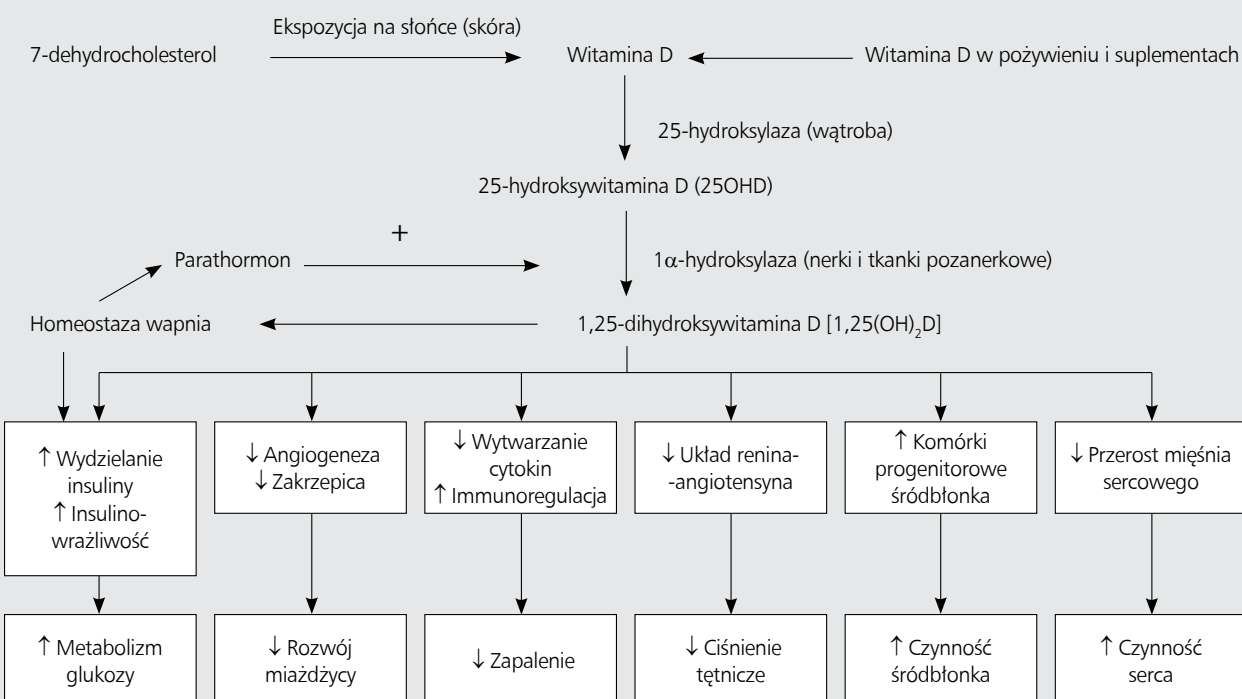 Ekspozycja na słońce (skóra)
7-dehydrocholesterol
Witamina D
Witamina D w pożywieniu i suplementach
25-hydroksylaza (wątroba)
25-hydroksywitamina D (25OHD)
+
Parathormon
1α-hydroksylaza (nerki i tkanki pozanerkowe)
Homeostaza wapnia
1,25-dihydroksywitamina D [1,25(OH)₂D]
↑ Wydzielanie
insuliny
↑ Insulino-
wrażliwość
↓ Angiogeneza
↓ Zakrzepica
↓ Wytwarzanie
cytokin
↑ Immunoregulacja
↓ Układ renina-
-angiotensyna
↑ Komórki
progenitorowe
śródbłonka
↓ Przerost mięśnia
sercowego
↑ Metabolizm
glukozy
↓ Rozwój
miażdżycy
↓ Zapalenie
↓ Ciśnienie
tętnicze
↑ Czynność
śródbłonka
↑ Czynność
serca